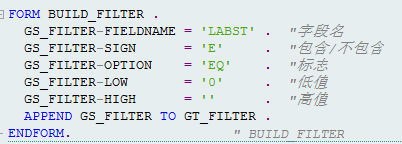 FORM BUILD_FILTER .
GS_FILTER-FIELDNAME = 'LABST' . "字段名
GS_FILTER-SIGN = 'E' . "包含/不包含
GS_FILTER-OPTION = 'EQ' . "标志
GS_FILTER-LOW = '0' . "低值
GS_FILTER-HIGH = '' . "高值
APPEND GS_FILTER TO GT_FILTER .
ENDFORM. " BUILD_FILTER